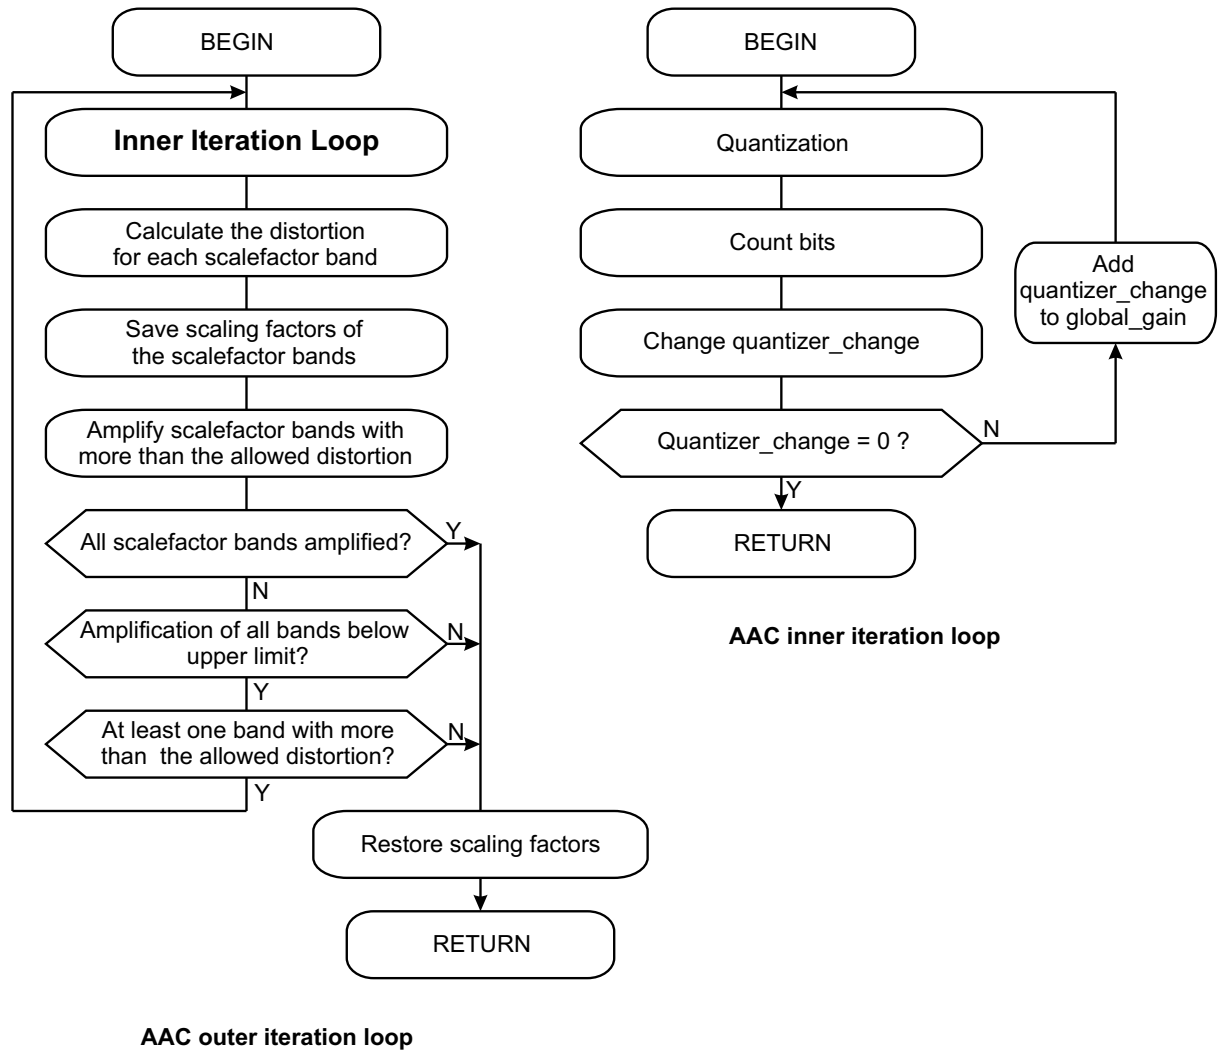 BEGIN
Inner Iteration Loop
Calculate the distortion
for each scalefactor band
Save scaling factors of
the scalefactor bands
Amplify scalefactor bands with
more than the allowed distortion
All scalefactor bands amplified?
Y
N
Amplification of all bands below
upper limit?
N
Y
At least one band with more
than the allowed distortion?
N
Y
Restore scaling factors
RETURN
AAC outer iteration loop
BEGIN
Quantization
Count bits
Change quantizer_change
Quantizer_change = 0 ?
N
Add
quantizer_change
to global_gain
Y
RETURN
AAC inner iteration loop